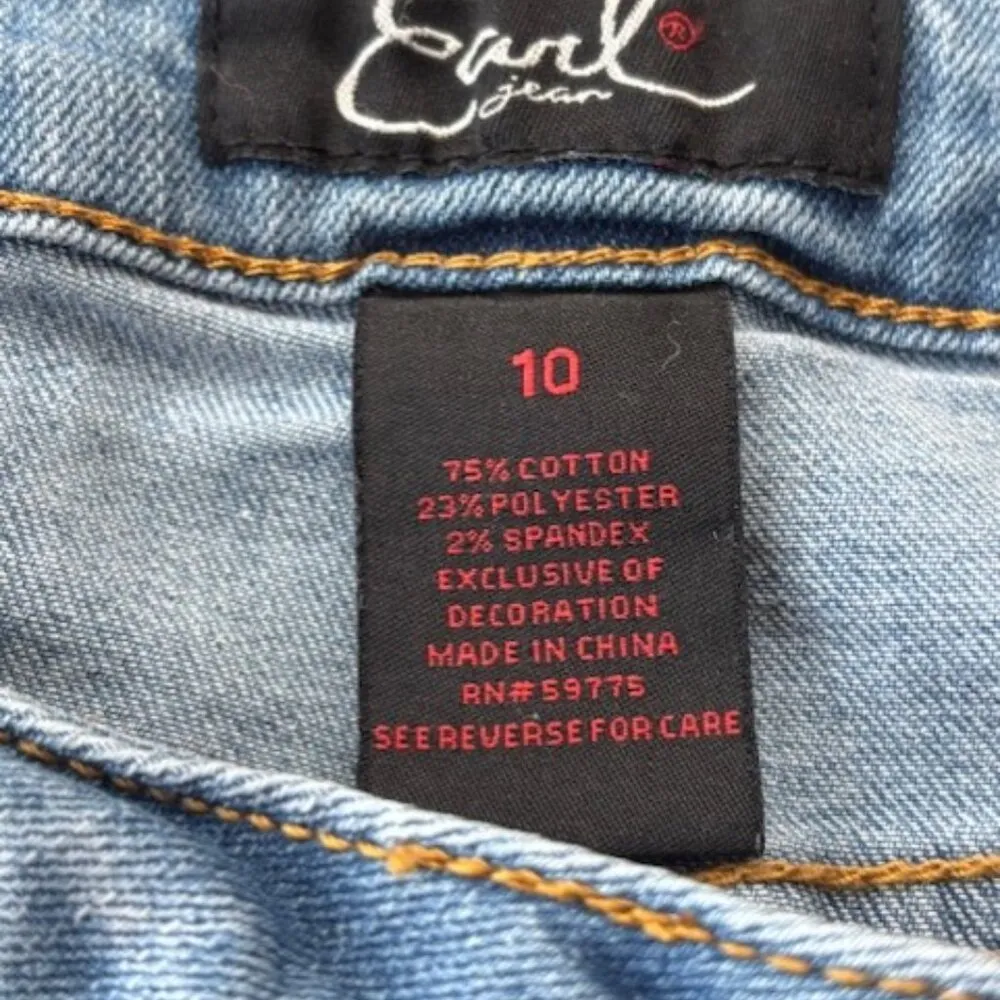 Earl ®
jean
10
75% COTTON
23% POLYESTER
2% SPANDEX
EXCLUSIVE OF
DECORATION
MADE IN CHINA
RN#59775
SEE REVERSE FOR CARE